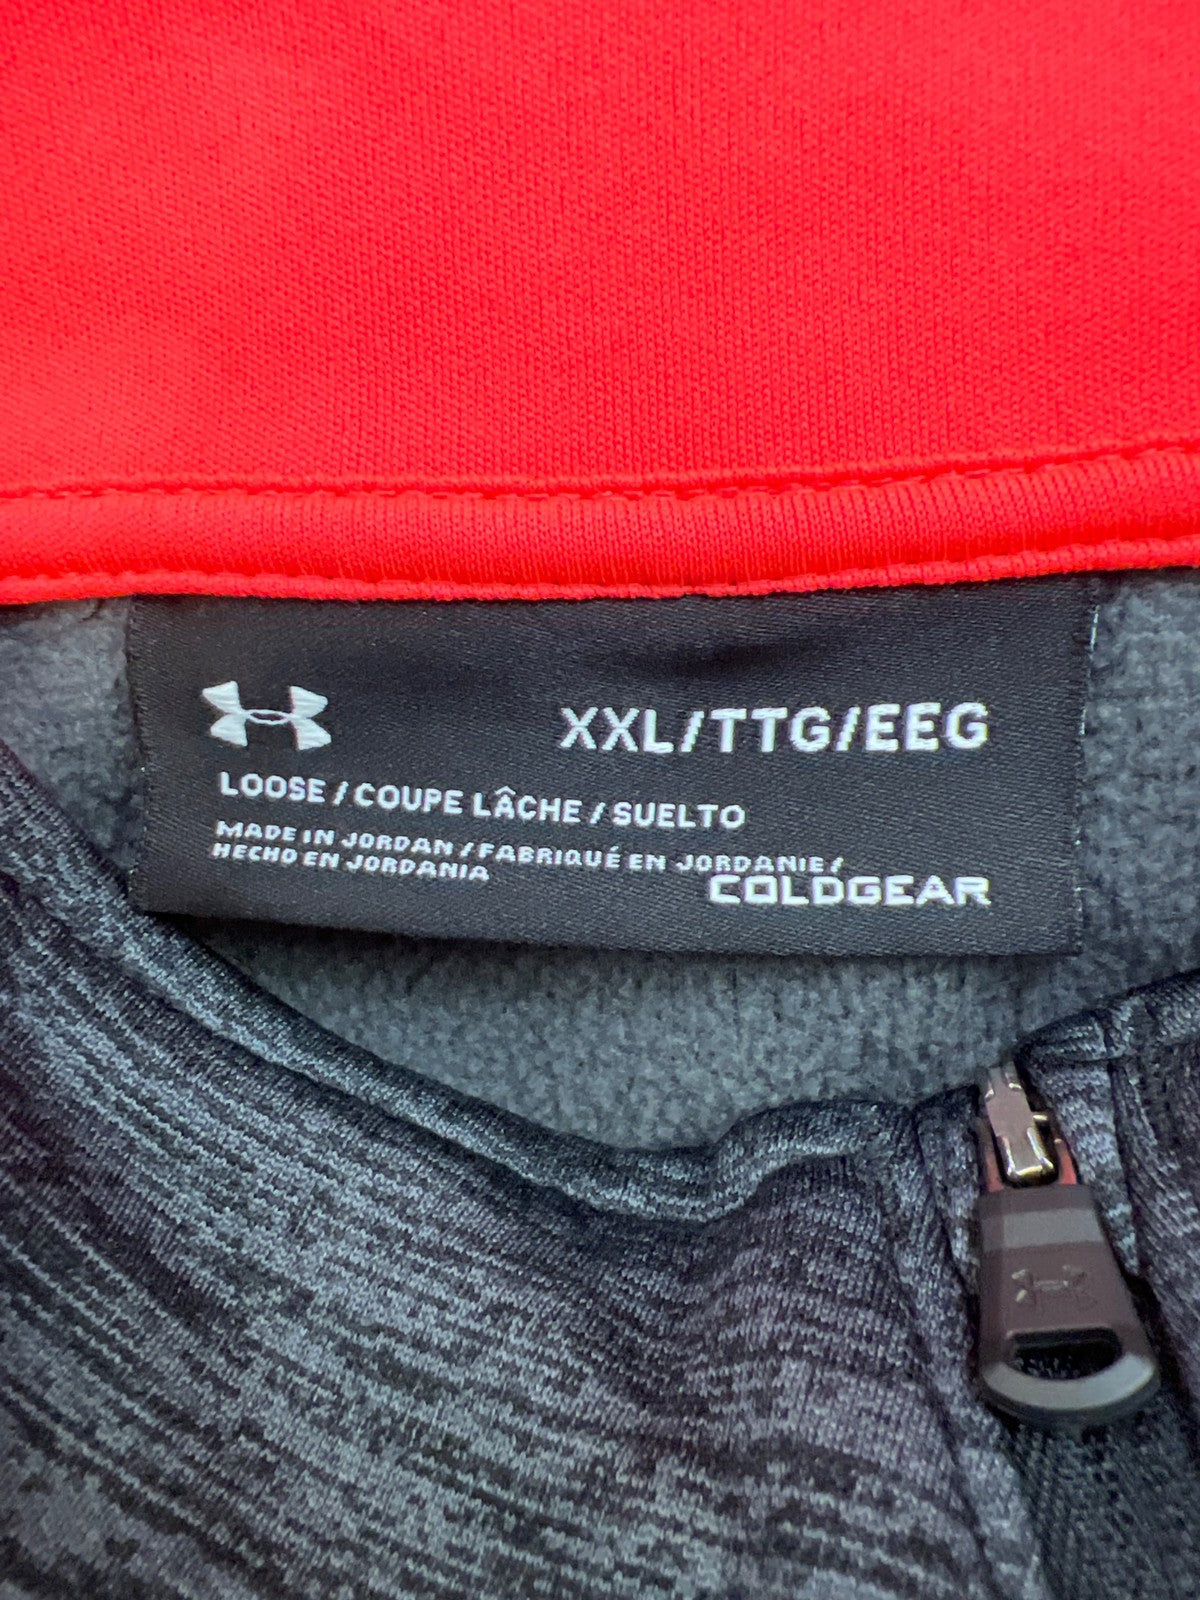 XXL/TTG/EEG
LOOSE / COUPE LÂCHE / SUELTO
MADE IN JORDAN / FABRIQUÉ EN JORDANIE /
HECHO EN JORDANIA
COLDGEAR